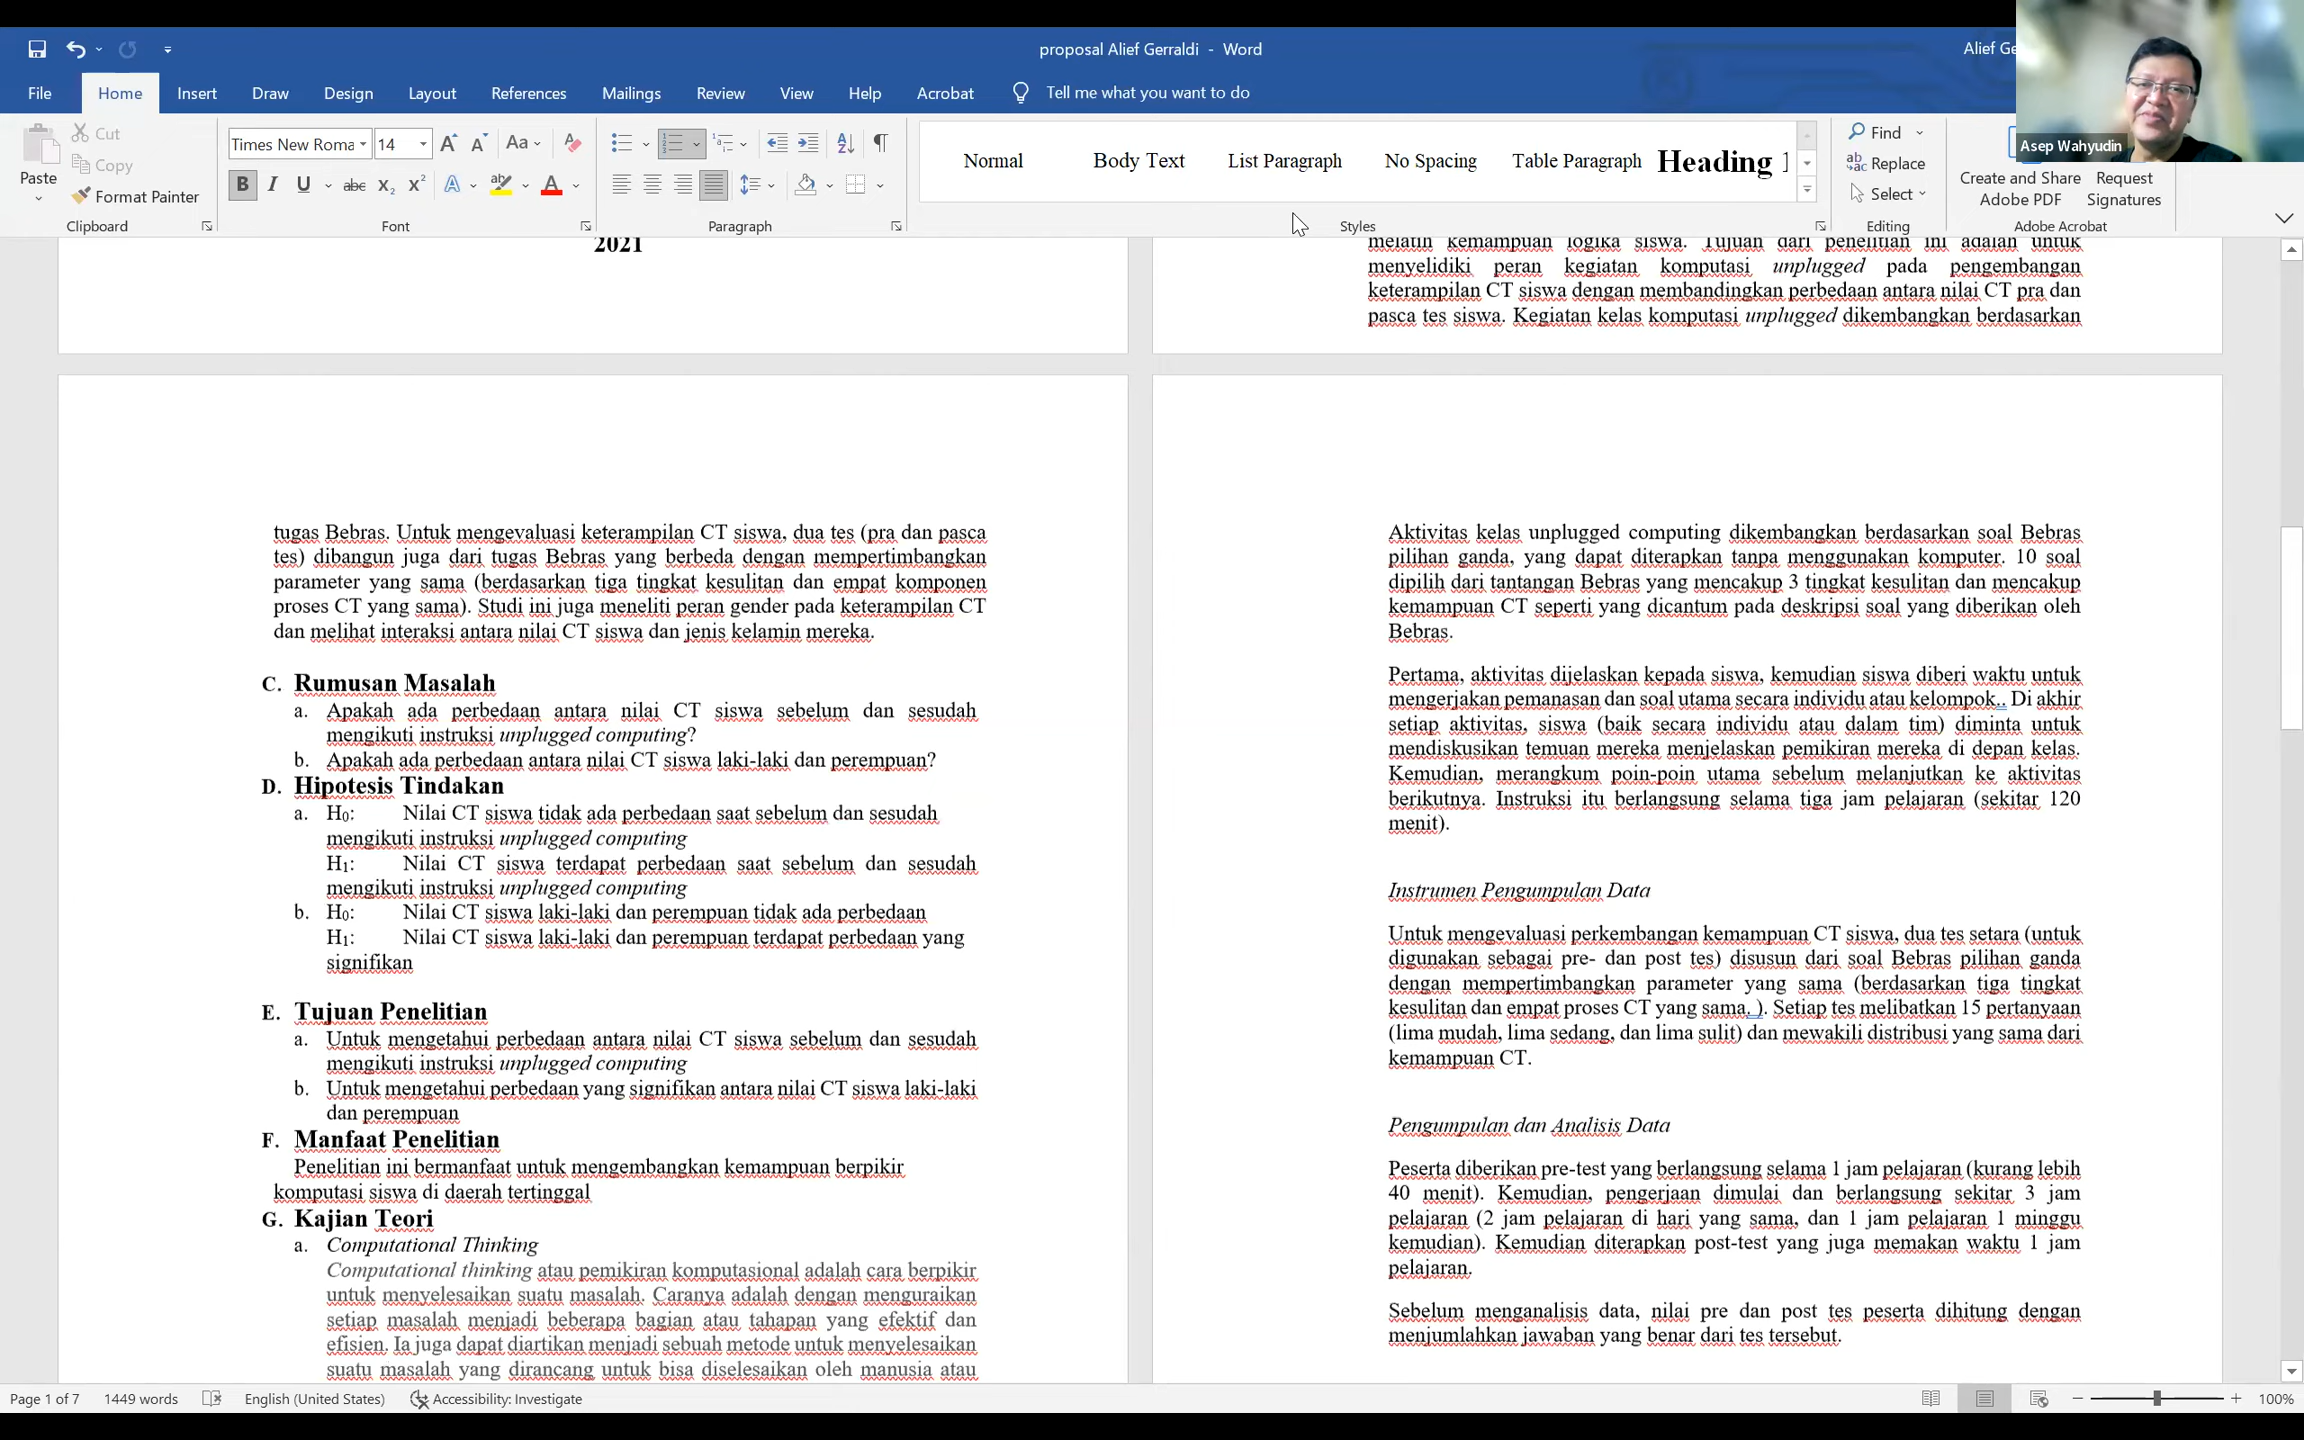 proposal Alief Gerraldi - Word
Alief Ge
Asep Wahyudin
File
Home
Insert
Draw
Design
Layout
References
Mailings
Review
View
Help
Acrobat
Tell me what you want to do
Paste
Cut
Copy
Format Painter
Clipboard
Times New Roma
14
Font
Paragraph
Normal
Body Text
List Paragraph
No Spacing
Table Paragraph
Heading 1
Styles
Find
Replace
Select
Editing
Create and Share
Adobe PDF
Request
Signatures
Adobe Acrobat
2021
melatih kemampuan logika siswa. Tujuan dari penelitian ini adalah untuk
menyelidiki peran kegiatan komputasi unplugged pada pengembangan
keterampilan CT siswa dengan membandingkan perbedaan antara nilai CT pra dan
pasca tes siswa. Kegiatan kelas komputasi unplugged dikembangkan berdasarkan
tugas Bebras. Untuk mengevaluasi keterampilan CT siswa, dua tes (pra dan pasca
tes) dibangun juga dari tugas Bebras yang berbeda dengan mempertimbangkan
parameter yang sama (berdasarkan tiga tingkat kesulitan dan empat komponen
proses CT yang sama). Studi ini juga meneliti peran gender pada keterampilan CT
dan melihat interaksi antara nilai CT siswa dan jenis kelamin mereka.
C. Rumusan Masalah
a. Apakah ada perbedaan antara nilai CT siswa sebelum dan sesudah
mengikuti instruksi unplugged computing?
b. Apakah ada perbedaan antara nilai CT siswa laki-laki dan perempuan?
D. Hipotesis Tindakan
a. H0: Nilai CT siswa tidak ada perbedaan saat sebelum dan sesudah
mengikuti instruksi unplugged computing
H1: Nilai CT siswa terdapat perbedaan saat sebelum dan sesudah
mengikuti instruksi unplugged computing
b. H0: Nilai CT siswa laki-laki dan perempuan tidak ada perbedaan
H1: Nilai CT siswa laki-laki dan perempuan terdapat perbedaan yang
signifikan
E. Tujuan Penelitian
a. Untuk mengetahui perbedaan antara nilai CT siswa sebelum dan sesudah
mengikuti instruksi unplugged computing
b. Untuk mengetahui perbedaan yang signifikan antara nilai CT siswa laki-laki
dan perempuan
F. Manfaat Penelitian
Penelitian ini bermanfaat untuk mengembangkan kemampuan berpikir
komputasi siswa di daerah tertinggal
G. Kajian Teori
a. Computational Thinking
Computational thinking atau pemikiran komputasional adalah cara berpikir
untuk menyelesaikan suatu masalah. Caranya adalah dengan menguraikan
setiap masalah menjadi beberapa bagian atau tahapan yang efektif dan
efisien. Ia juga dapat diartikan menjadi sebuah metode untuk menyelesaikan
suatu masalah yang dirancang untuk bisa diselesaikan oleh manusia atau
Aktivitas kelas unplugged computing dikembangkan berdasarkan soal Bebras
pilihan ganda, yang dapat diterapkan tanpa menggunakan komputer. 10 soal
dipilih dari tantangan Bebras yang mencakup 3 tingkat kesulitan dan mencakup
kemampuan CT seperti yang dicantum pada deskripsi soal yang diberikan oleh
Bebras.
Pertama, aktivitas dijelaskan kepada siswa, kemudian siswa diberi waktu untuk
mengerjakan pemanasan dan soal utama secara individu atau kelompok.. Di akhir
setiap aktivitas, siswa (baik secara individu atau dalam tim) diminta untuk
mendiskusikan temuan mereka menjelaskan pemikiran mereka di depan kelas.
Kemudian, merangkum poin-poin utama sebelum melanjutkan ke aktivitas
berikutnya. Instruksi itu berlangsung selama tiga jam pelajaran (sekitar 120
menit).
Instrumen Pengumpulan Data
Untuk mengevaluasi perkembangan kemampuan CT siswa, dua tes setara (untuk
digunakan sebagai pre- dan post tes) disusun dari soal Bebras pilihan ganda
dengan mempertimbangkan parameter yang sama (berdasarkan tiga tingkat
kesulitan dan empat proses CT yang sama. ). Setiap tes melibatkan 15 pertanyaan
(lima mudah, lima sedang, dan lima sulit) dan mewakili distribusi yang sama dari
kemampuan CT.
Pengumpulan dan Analisis Data
Peserta diberikan pre-test yang berlangsung selama 1 jam pelajaran (kurang lebih
40 menit). Kemudian, pengerjaan dimulai dan berlangsung sekitar 3 jam
pelajaran (2 jam pelajaran di hari yang sama, dan 1 jam pelajaran 1 minggu
kemudian). Kemudian diterapkan post-test yang juga memakan waktu 1 jam
pelajaran.
Sebelum menganalisis data, nilai pre dan post tes peserta dihitung dengan
menjumlahkan jawaban yang benar dari tes tersebut.
Page 1 of 7
1449 words
English (United States)
Accessibility: Investigate
100%